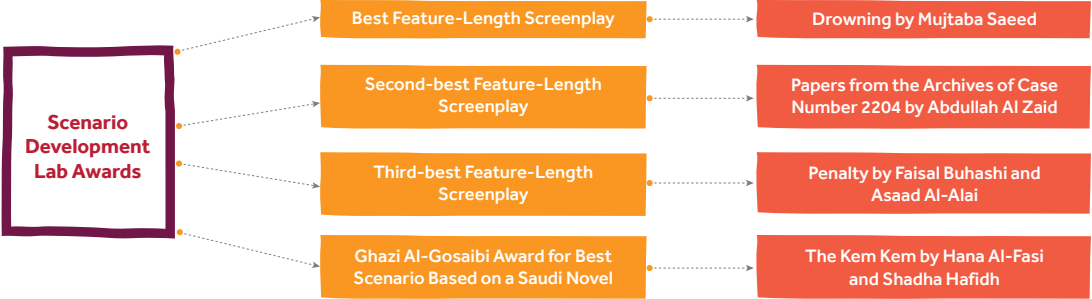 Scenario
Development
Lab Awards
Best Feature-Length Screenplay
Drowning by Mujtaba Saeed
Second-best Feature-Length
Screenplay
Papers from the Archives of Case
Number 2204 by Abdullah Al Zaid
Third-best Feature-Length
Screenplay
Penalty by Faisal Buhashi and
Asaad Al-Alai
Ghazi Al-Gosaibi Award for Best
Scenario Based on a Saudi Novel
The Kem Kem by Hana Al-Fasi
and Shadha Hafidh